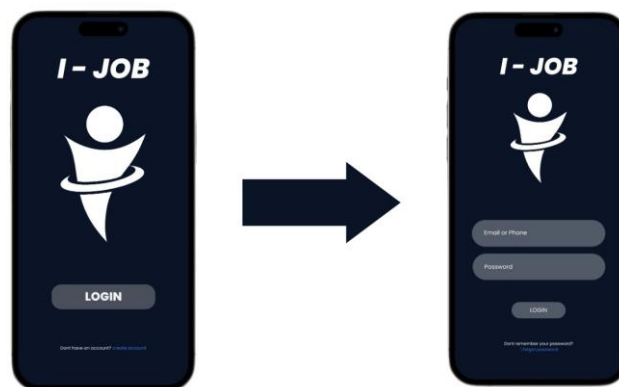 I - JOB
LOGIN
Dont have an account? create account
I - JOB
Email or Phone
Password
LOGIN
Dont remember your password?
forgot password